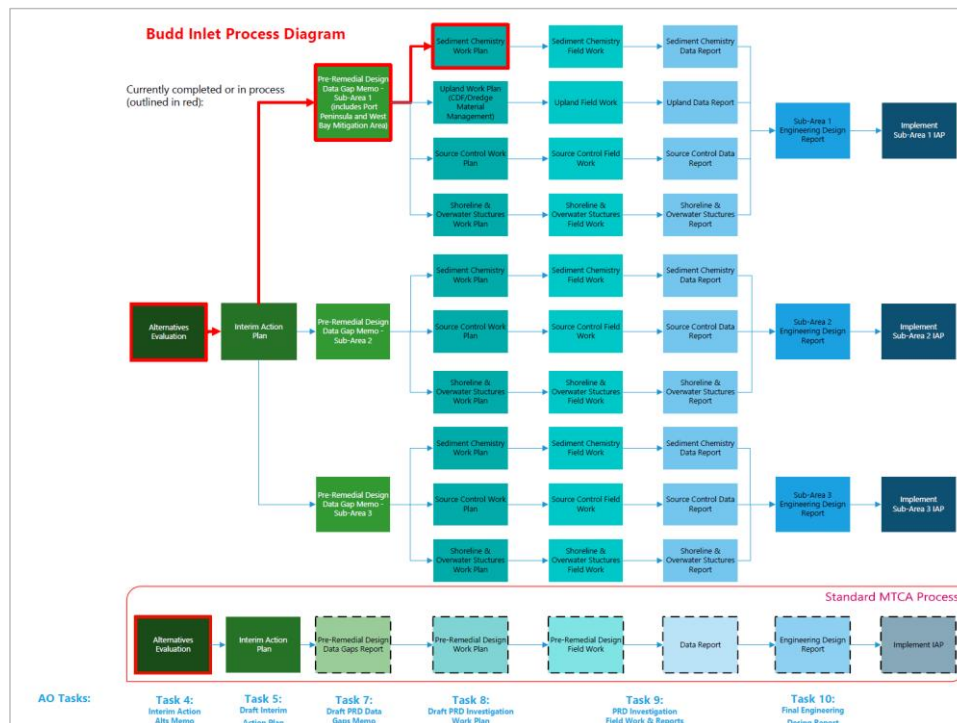 Budd Inlet Process Diagram
Currently completed or in process
(outlined in red):
Pre-Remedial Design
Data Gap Memo -
Sub-Area 1
(includes Port
Peninsula and West
Bay Mitigation Area)
Sediment Chemistry
Work Plan
Sediment Chemistry
Field Work
Sediment Chemistry
Data Report
Upland Work Plan
(CDF/Dredge
Material
Management)
Upland Field Work
Upland Data Report
Source Control Work
Plan
Source Control Field
Work
Source Control Data
Report
Shoreline &
Overwater Stuctures
Work Plan
Shoreline &
Overwater Stuctures
Field Work
Shoreline &
Overwater Stuctures
Report
Sub-Area 1
Engineering Design
Report
Implement
Sub-Area 1 IAP
Alternatives
Evaluation
Interim Action
Plan
Pre-Remedial Design
Data Gap Memo -
Sub-Area 2
Sediment Chemistry
Work Plan
Sediment Chemistry
Field Work
Sediment Chemistry
Data Report
Source Control Work
Plan
Source Control Field
Work
Source Control Data
Report
Shoreline &
Overwater Stuctures
Work Plan
Shoreline &
Overwater Stuctures
Field Work
Shoreline &
Overwater Stuctures
Report
Sub-Area 2
Engineering Design
Report
Implement
Sub-Area 2 IAP
Pre-Remedial Design
Data Gap Memo -
Sub-Area 3
Sediment Chemistry
Work Plan
Sediment Chemistry
Field Work
Sediment Chemistry
Data Report
Source Control Work
Plan
Source Control Field
Work
Source Control Data
Report
Shoreline &
Overwater Stuctures
Work Plan
Shoreline &
Overwater Stuctures
Field Work
Shoreline &
Overwater Stuctures
Report
Sub-Area 3
Engineering Design
Report
Implement
Sub-Area 3 IAP
Standard MTCA Process
Alternatives
Evaluation
Interim Action
Plan
Pre-Remedial Design
Data Gaps Report
Pre-Remedial Design
Work Plan
Pre-Remedial Design
Field Work
Data Report
Engineering Design
Report
Implement IAP
AO Tasks:
Task 4:
Interim Action
Alts Memo
Task 5:
Draft Interim
Action Plan
Task 7:
Draft PRD Data
Gaps Memo
Task 8:
Draft PRD Investigation
Work Plan
Task 9:
PRD Investigation
Field Work & Reports
Task 10:
Final Engineering
Design Report